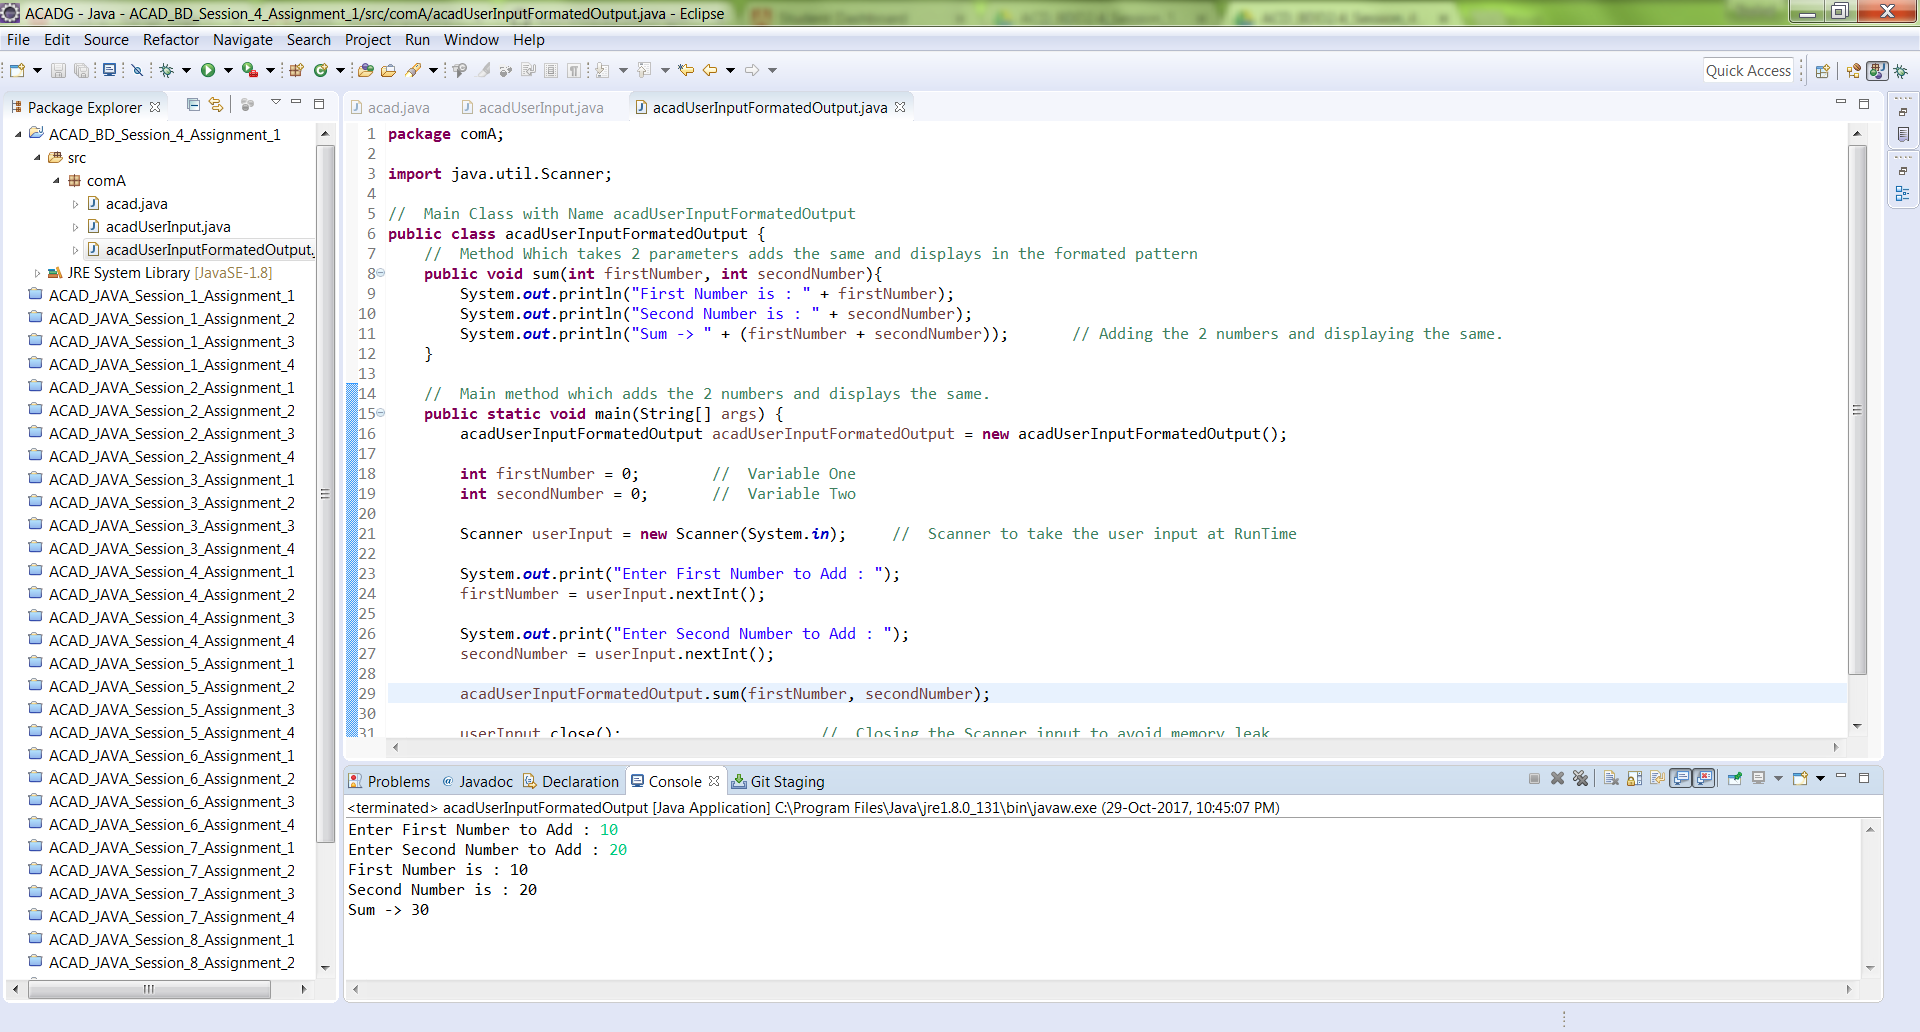 ACADG - Java - ACAD_BD_Session_4_Assignment_1/src/comA/acadUserInputFormatedOutput.java - Eclipse
File Edit Source Refactor Navigate Search Project Run Window Help
Quick Access
Package Explorer
ACAD_BD_Session_4_Assignment_1
src
comA
acad.java
acadUserInput.java
acadUserInputFormatedOutput.
JRE System Library [JavaSE-1.8]
ACAD_JAVA_Session_1_Assignment_1
ACAD_JAVA_Session_1_Assignment_2
ACAD_JAVA_Session_1_Assignment_3
ACAD_JAVA_Session_1_Assignment_4
ACAD_JAVA_Session_2_Assignment_1
ACAD_JAVA_Session_2_Assignment_2
ACAD_JAVA_Session_2_Assignment_3
ACAD_JAVA_Session_2_Assignment_4
ACAD_JAVA_Session_3_Assignment_1
ACAD_JAVA_Session_3_Assignment_2
ACAD_JAVA_Session_3_Assignment_3
ACAD_JAVA_Session_3_Assignment_4
ACAD_JAVA_Session_4_Assignment_1
ACAD_JAVA_Session_4_Assignment_2
ACAD_JAVA_Session_4_Assignment_3
ACAD_JAVA_Session_4_Assignment_4
ACAD_JAVA_Session_5_Assignment_1
ACAD_JAVA_Session_5_Assignment_2
ACAD_JAVA_Session_5_Assignment_3
ACAD_JAVA_Session_5_Assignment_4
ACAD_JAVA_Session_6_Assignment_1
ACAD_JAVA_Session_6_Assignment_2
ACAD_JAVA_Session_6_Assignment_3
ACAD_JAVA_Session_6_Assignment_4
ACAD_JAVA_Session_7_Assignment_1
ACAD_JAVA_Session_7_Assignment_2
ACAD_JAVA_Session_7_Assignment_3
ACAD_JAVA_Session_7_Assignment_4
ACAD_JAVA_Session_8_Assignment_1
ACAD_JAVA_Session_8_Assignment_2
acad.java acadUserInput.java acadUserInputFormatedOutput.java
1 package comA;
2
3 import java.util.Scanner;
4
5 //  Main Class with Name acadUserInputFormatedOutput
6 public class acadUserInputFormatedOutput {
7     //  Method Which takes 2 parameters adds the same and displays in the formated pattern
8     public void sum(int firstNumber, int secondNumber){
9         System.out.println("First Number is : " + firstNumber);
10         System.out.println("Second Number is : " + secondNumber);
11         System.out.println("Sum -> " + (firstNumber + secondNumber));       // Adding the 2 numbers and displaying the same.
12     }
13
14     //  Main method which adds the 2 numbers and displays the same.
15     public static void main(String[] args) {
16         acadUserInputFormatedOutput acadUserInputFormatedOutput = new acadUserInputFormatedOutput();
17
18         int firstNumber = 0;        //  Variable One
19         int secondNumber = 0;       //  Variable Two
20
21         Scanner userInput = new Scanner(System.in);     //  Scanner to take the user input at RunTime
22
23         System.out.print("Enter First Number to Add : ");
24         firstNumber = userInput.nextInt();
25
26         System.out.print("Enter Second Number to Add : ");
27         secondNumber = userInput.nextInt();
28
29         acadUserInputFormatedOutput.sum(firstNumber, secondNumber);
30
31         userInput.close();                      //  Closing the Scanner input to avoid memory leak
Problems Javadoc Declaration Console Git Staging
<terminated> acadUserInputFormatedOutput [Java Application] C:\Program Files\Java\jre1.8.0_131\bin\javaw.exe (29-Oct-2017, 10:45:07 PM)
Enter First Number to Add : 10
Enter Second Number to Add : 20
First Number is : 10
Second Number is : 20
Sum -> 30